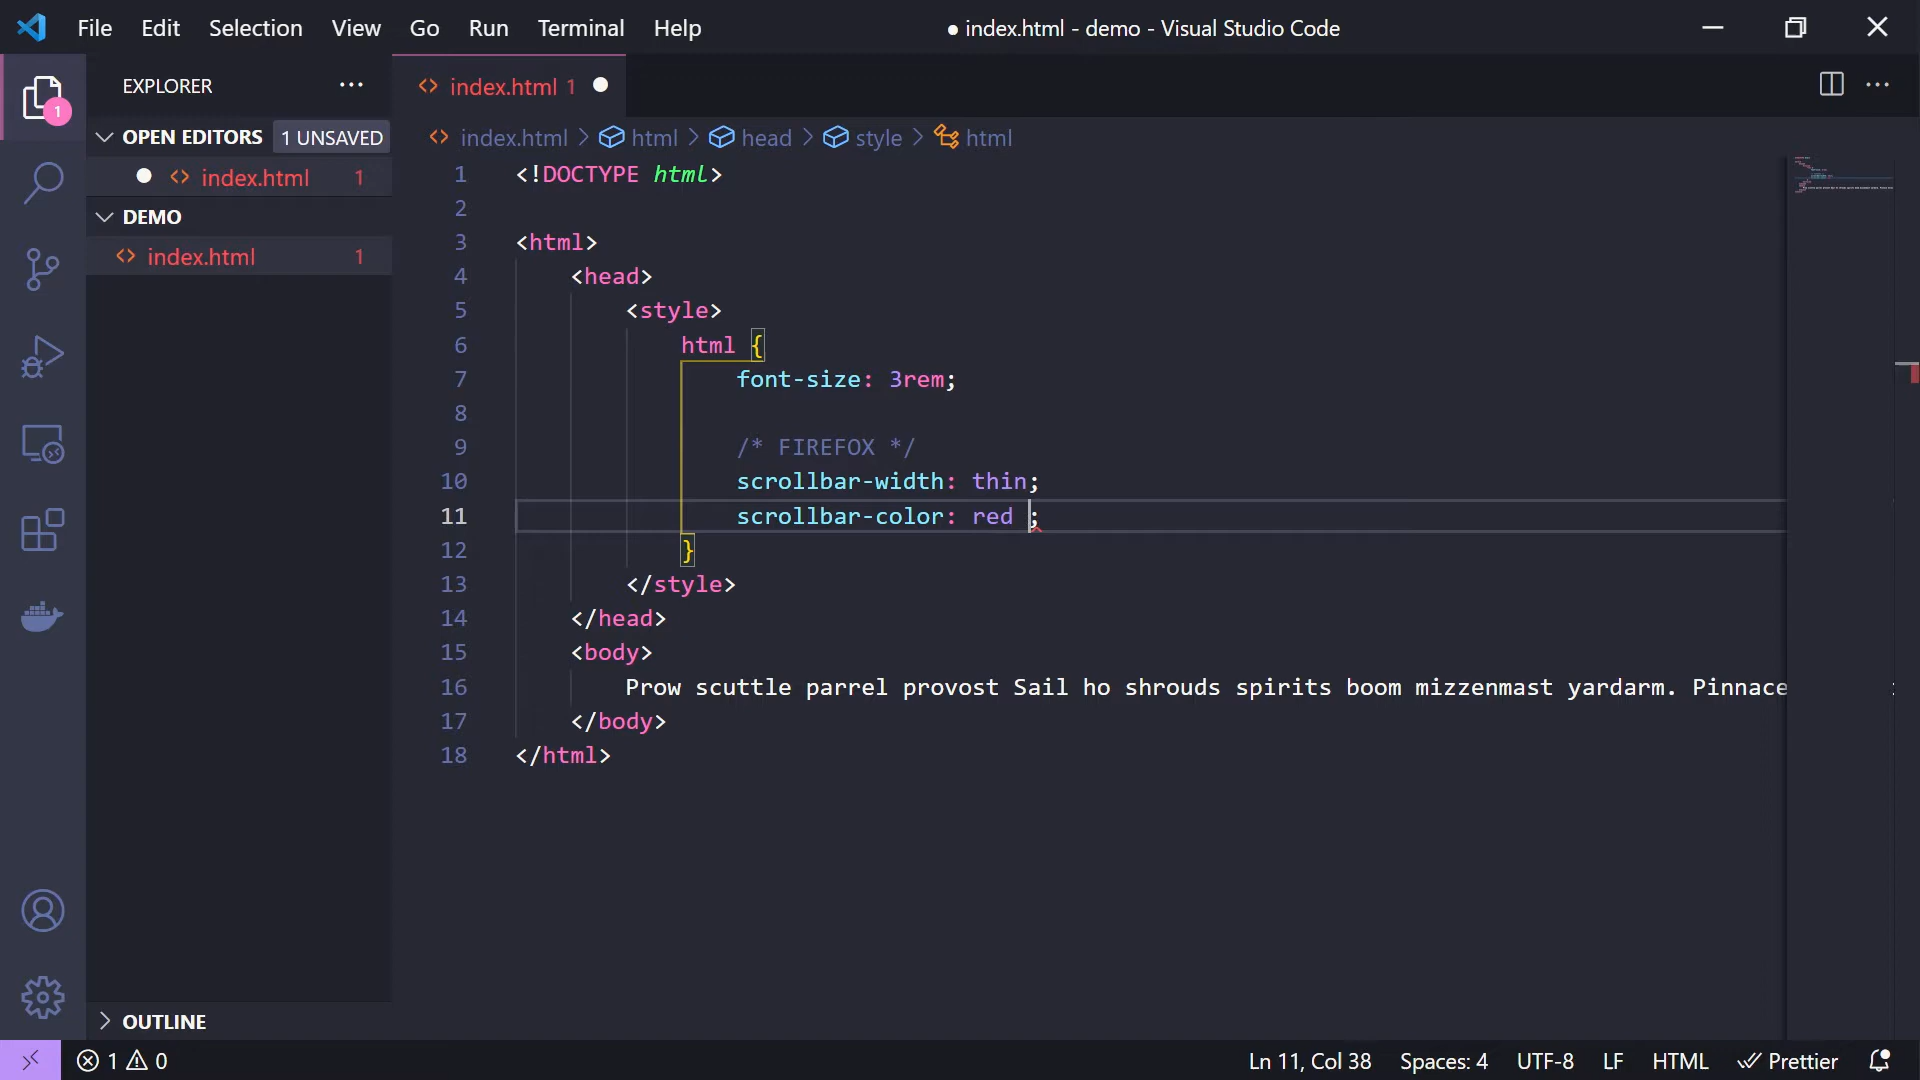 File Edit Selection View Go Run Terminal Help
● index.html - demo - Visual Studio Code
1
EXPLORER ···
OPEN EDITORS 1 UNSAVED
● <> index.html 1
DEMO
<> index.html 1
OUTLINE
<> index.html 1 ●
<> index.html > html > head > style > html
1 <!DOCTYPE html>
2
3 <html>
4 <head>
5 <style>
6 html {
7 font-size: 3rem;
8
9 /* FIREFOX */
10 scrollbar-width: thin;
11 scrollbar-color: red ;
12 }
13 </style>
14 </head>
15 <body>
16 Prow scuttle parrel provost Sail ho shrouds spirits boom mizzenmast yardarm. Pinnace
17 </body>
18 </html>
1 0
Ln 11, Col 38 Spaces: 4 UTF-8 LF HTML Prettier